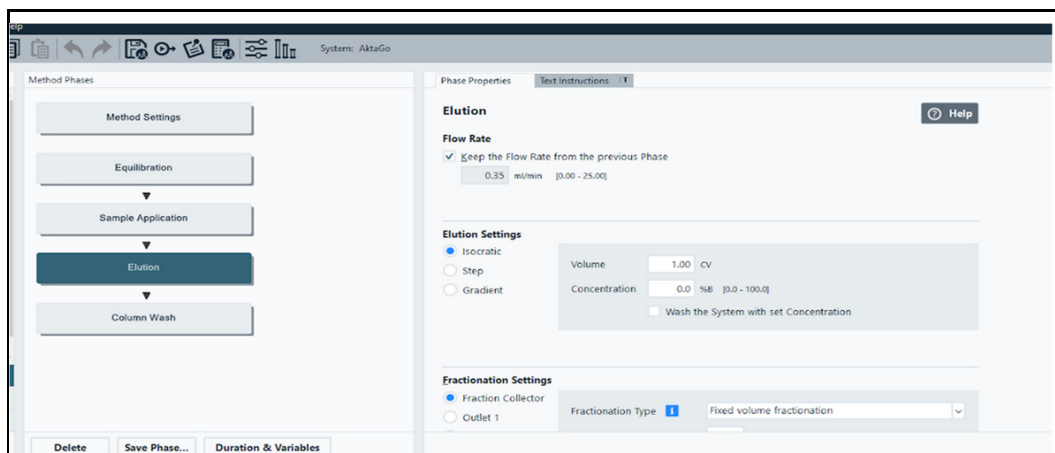 elp
System: AktaGo
Method Phases
Method Settings
Equilibration
Sample Application
Elution
Column Wash
Delete Save Phase... Duration & Variables
Phase Properties Text Instructions
Elution
Help
Flow Rate
Keep the Flow Rate from the previous Phase
0.35 ml/min [0.00 - 25.00]
Elution Settings
Isocratic
Step
Gradient
Volume 1.00 CV
Concentration 0.0 %B [0.0 - 100.0]
Wash the System with set Concentration
Fractionation Settings
Fraction Collector
Outlet 1
Fractionation Type Fixed volume fractionation